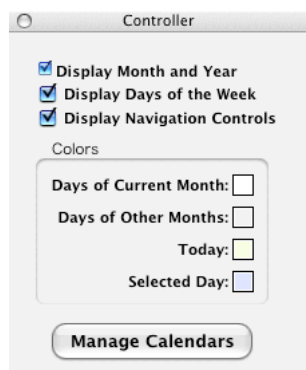 Controller
Display Month and Year
Display Days of the Week
Display Navigation Controls
Colors
Days of Current Month:
Days of Other Months:
Today:
Selected Day:
Manage Calendars